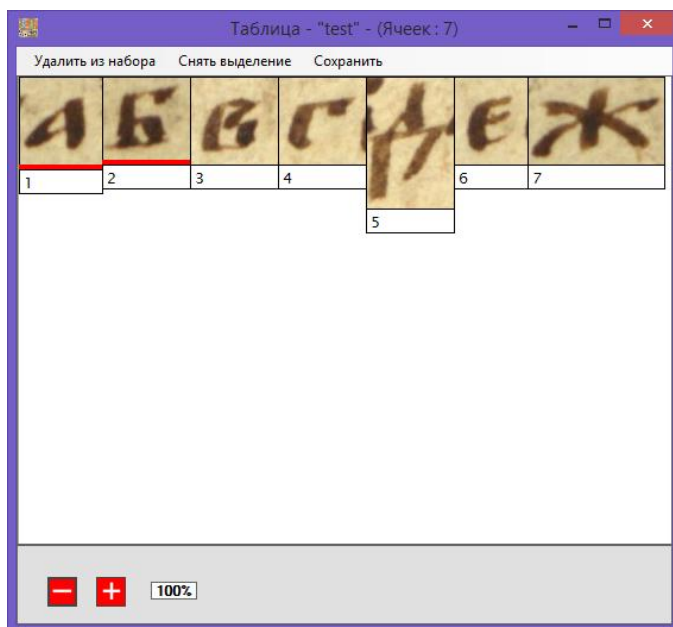 Таблица - "test" - (Ячеек : 7)
Удалить из набора Снять выделение Сохранить
А Б В Г Д Е Ж
1 2 3 4 5 6 7
100%